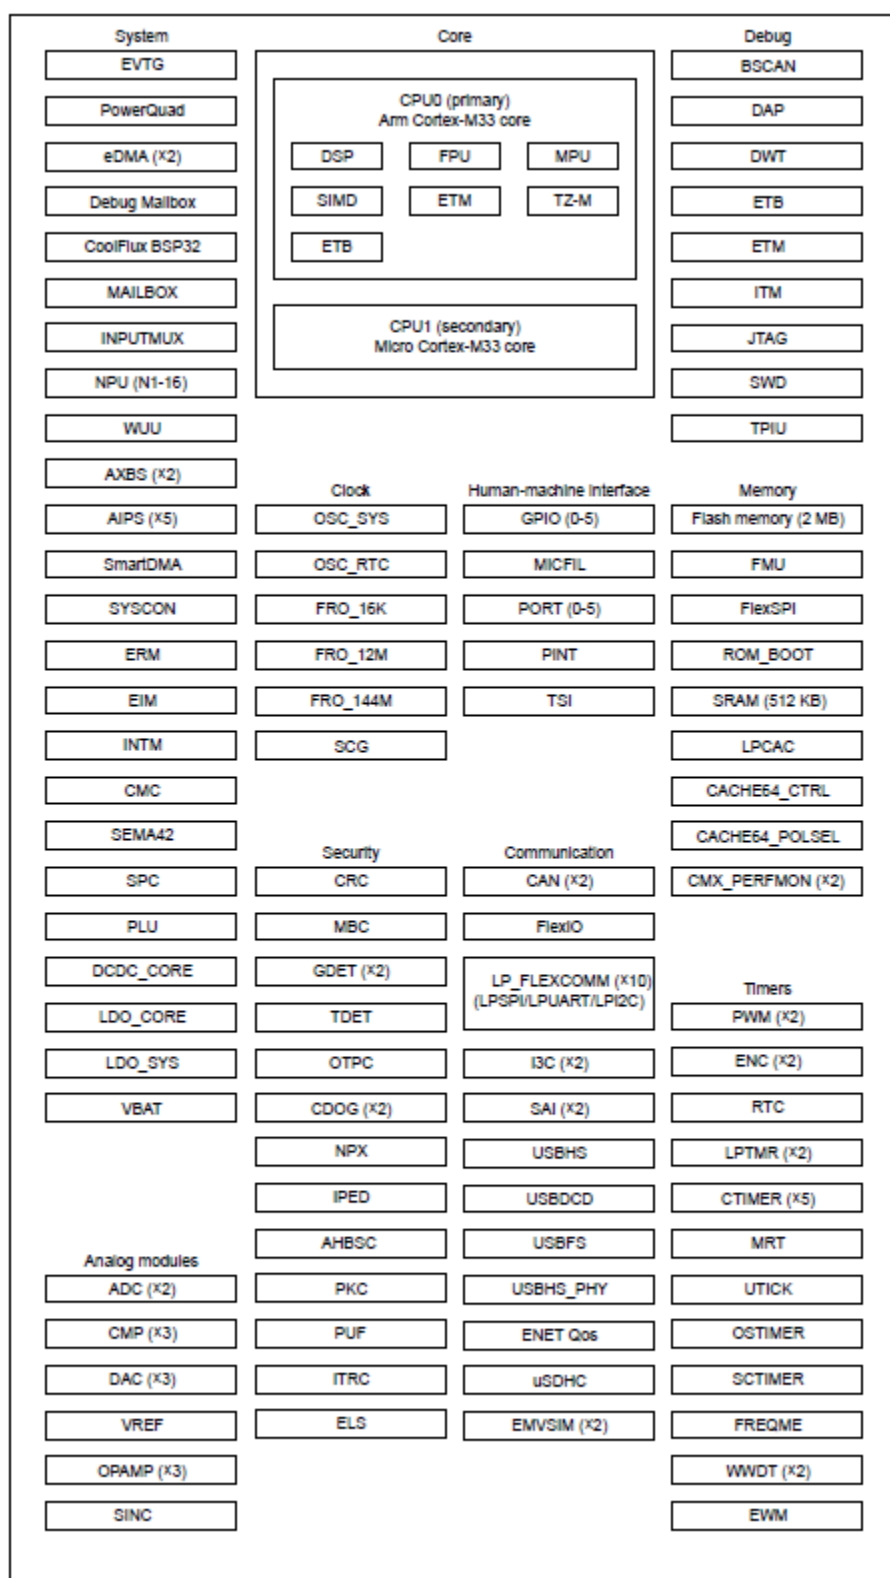 System
EVTG
PowerQuad
eDMA (x2)
Debug Mailbox
CoolFlux BSP32
MAILBOX
INPUTMUX
NPU (N1-16)
WUU
AXBS (x2)
AIPS (x5)
SmartDMA
SYSCON
ERM
EIM
INTM
CMC
SEMA42
SPC
PLU
DCDC_CORE
LDO_CORE
LDO_SYS
VBAT
Analog modules
ADC (x2)
CMP (x3)
DAC (x3)
VREF
OPAMP (x3)
SINC
Core
CPU0 (primary)
Arm Cortex-M33 core
DSP
FPU
MPU
SIMD
ETM
TZ-M
ETB
CPU1 (secondary)
Micro Cortex-M33 core
Clock
OSC_SYS
OSC_RTC
FRO_16K
FRO_12M
FRO_144M
SCG
Security
CRC
MBC
GDET (x2)
TDET
OTPC
CDOG (x2)
NPX
IPED
AHBSC
PKC
PUF
ITRC
ELS
Human-machine interface
GPIO (0-5)
MICFIL
PORT (0-5)
PINT
TSI
Communication
CAN (x2)
FlexIO
LP_FLEXCOMM (x10)
(LPSPI/LPUART/LPI2C)
I3C (x2)
SAI (x2)
USBHS
USBDCD
USBFS
USBHS_PHY
ENET Qos
uSDHC
EMVSIM (x2)
Debug
BSCAN
DAP
DWT
ETB
ETM
ITM
JTAG
SWD
TPIU
Memory
Flash memory (2 MB)
FMU
FlexSPI
ROM_BOOT
SRAM (512 KB)
LPCAC
CACHE64_CTRL
CACHE64_POLSEL
CMX_PERFMON (x2)
Timers
PWM (x2)
ENC (x2)
RTC
LPTMR (x2)
CTIMER (x5)
MRT
UTICK
OSTIMER
SCTIMER
FREQME
WWDT (x2)
EWM